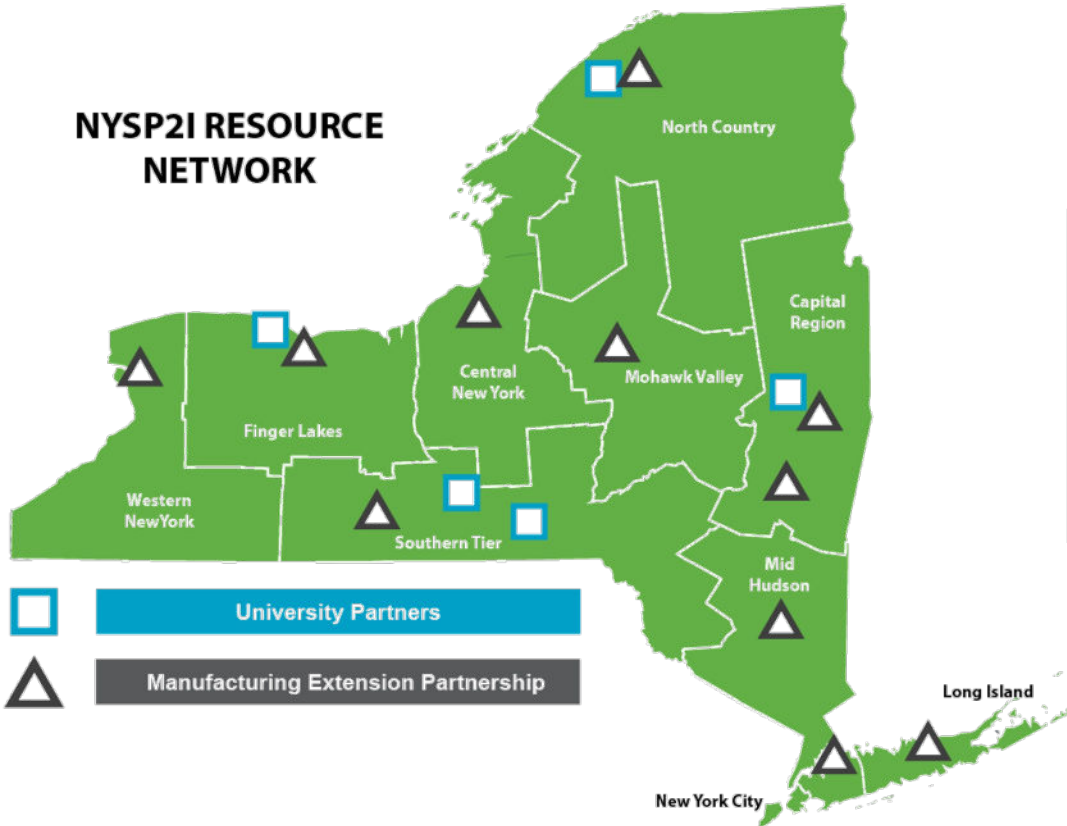 NYSP2I RESOURCE
NETWORK
North Country
Capital
Region
Central
New York
Mohawk Valley
Finger Lakes
Western
NewYork
Southern Tier
Mid
Hudson
University Partners
Manufacturing Extension Partnership
Long Island
New York City